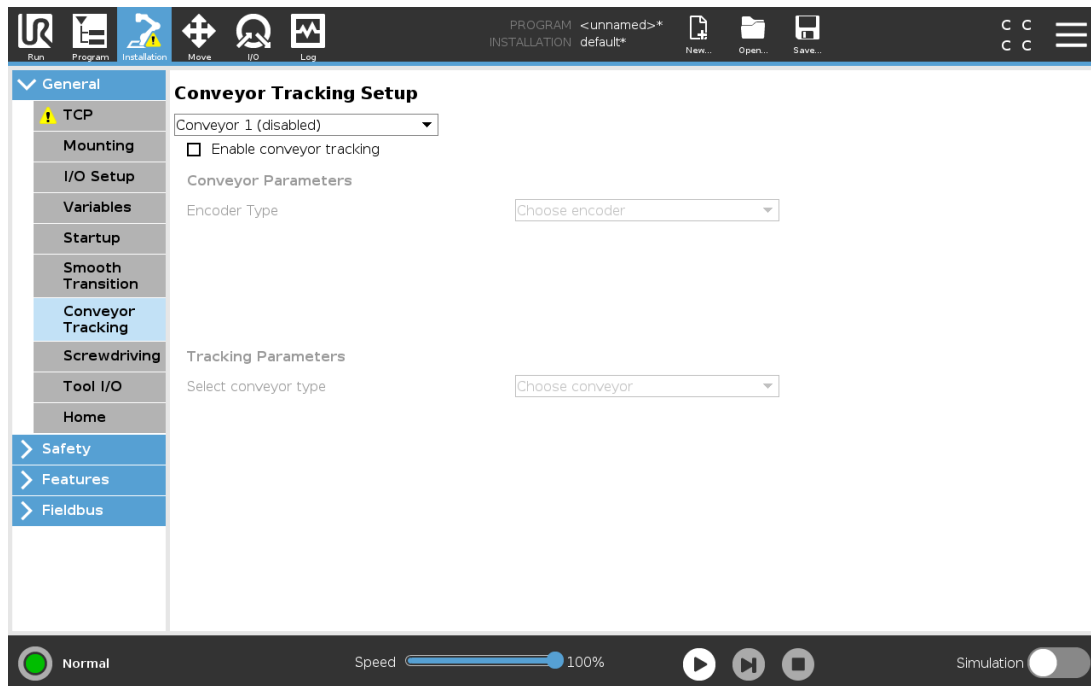 PROGRAM <unnamed>*
INSTALLATION default*
C C
C C
Run
Program
Installation
Move
I/O
Log
New...
Open...
Save...
General
TCP
Mounting
I/O Setup
Variables
Startup
Smooth
Transition
Conveyor
Tracking
Screwdriving
Tool I/O
Home
Safety
Features
Fieldbus
Conveyor Tracking Setup
Conveyor 1 (disabled)
Enable conveyor tracking
Conveyor Parameters
Encoder Type
Choose encoder
Tracking Parameters
Select conveyor type
Choose conveyor
Normal
Speed
100%
Simulation